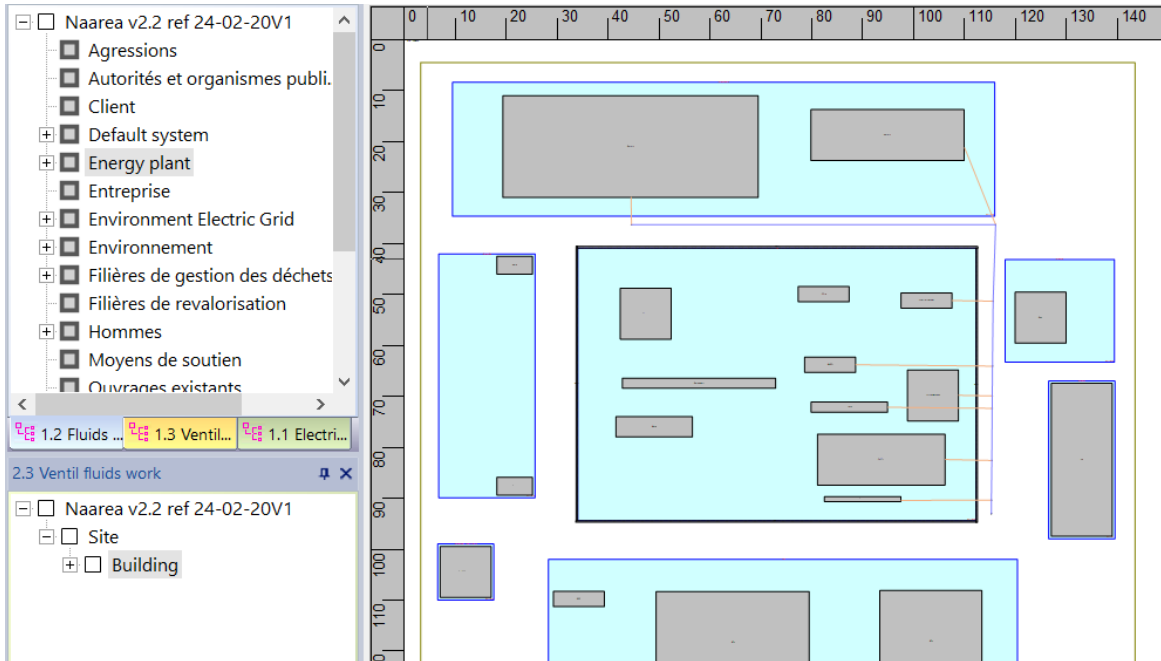 Naarea v2.2 ref 24-02-20V1
Agressions
Autorités et organismes publi.
Client
Default system
Energy plant
Entreprise
Environment Electric Grid
Environnement
Filières de gestion des déchets
Filières de revalorisation
Hommes
Moyens de soutien
Ouvrages existants
1.2 Fluids ... 1.3 Ventil... 1.1 Electri...
2.3 Ventil fluids work
Naarea v2.2 ref 24-02-20V1
Site
Building
0 10 20 30 40 50 60 70 80 90 100 110 120 130 140
0
10
20
30
40
50
60
70
80
90
100
110